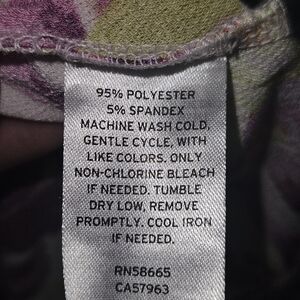 95% POLYESTER
5% SPANDEX
MACHINE WASH COLD,
GENTLE CYCLE, WITH
LIKE COLORS. ONLY
NON-CHLORINE BLEACH
IF NEEDED. TUMBLE
DRY LOW, REMOVE
PROMPTLY. COOL IRON
IF NEEDED.
RN58665
CA57963